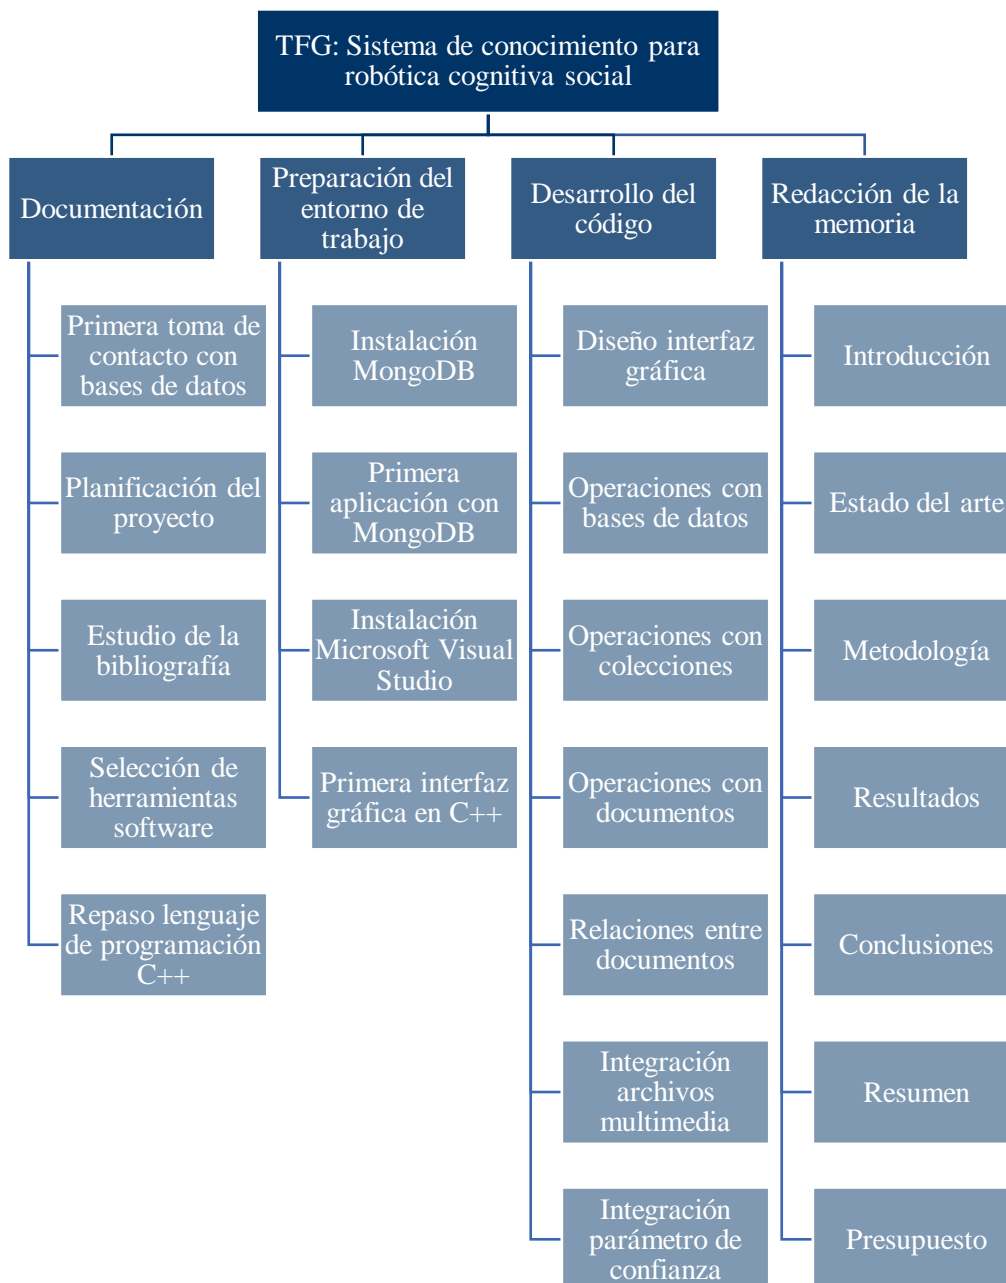 TFG: Sistema de conocimiento para
robótica cognitiva social
Documentación
Primera toma de
contacto con
bases de datos
Planificación del
proyecto
Estudio de la
bibliografía
Selección de
herramientas
software
Repaso lenguaje
de programación
C++
Preparación del
entorno de
trabajo
Instalación
MongoDB
Primera
aplicación con
MongoDB
Instalación
Microsoft Visual
Studio
Primera interfaz
gráfica en C++
Desarrollo del
código
Diseño interfaz
gráfica
Operaciones con
bases de datos
Operaciones con
colecciones
Operaciones con
documentos
Relaciones entre
documentos
Integración
archivos
multimedia
Integración
parámetro de
confianza
Redacción de la
memoria
Introducción
Estado del arte
Metodología
Resultados
Conclusiones
Resumen
Presupuesto